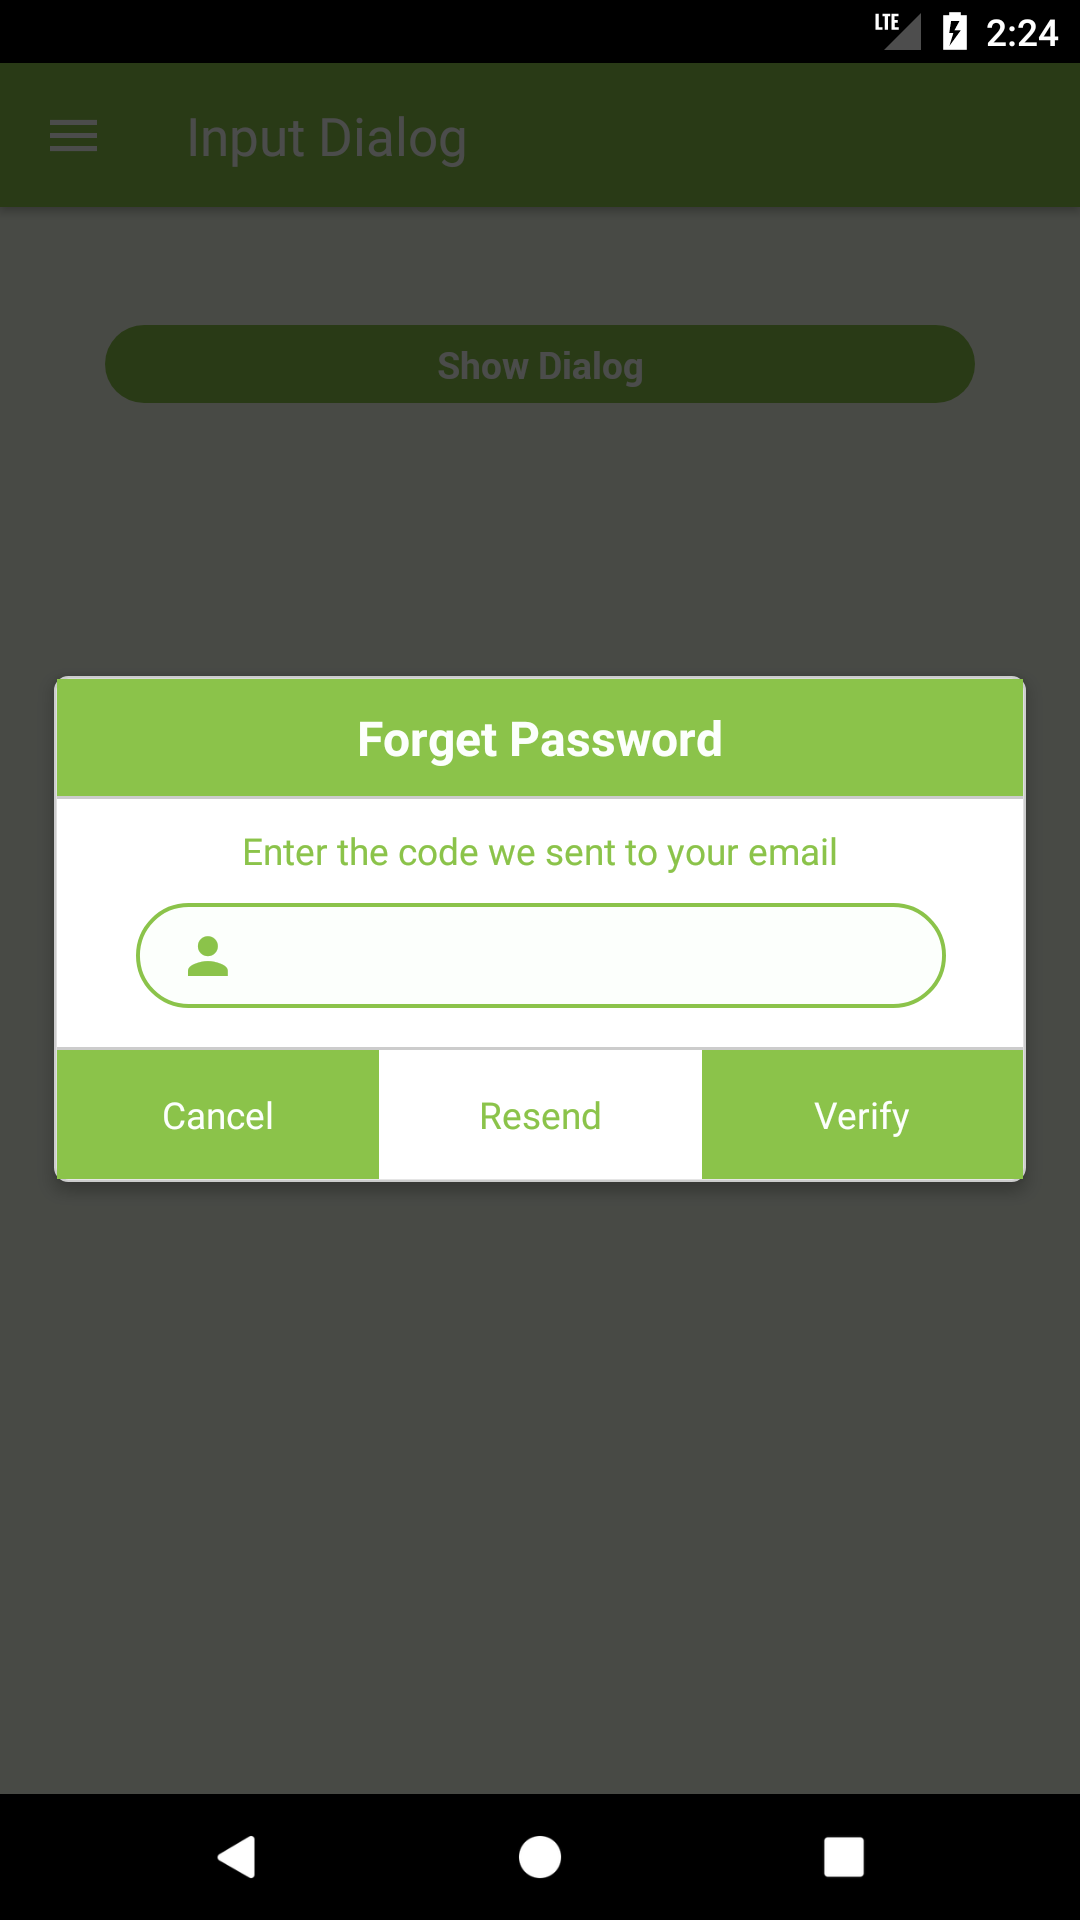 LTE 2:24
Input Dialog
Show Dialog
Forget Password
Enter the code we sent to your email
Cancel Resend Verify